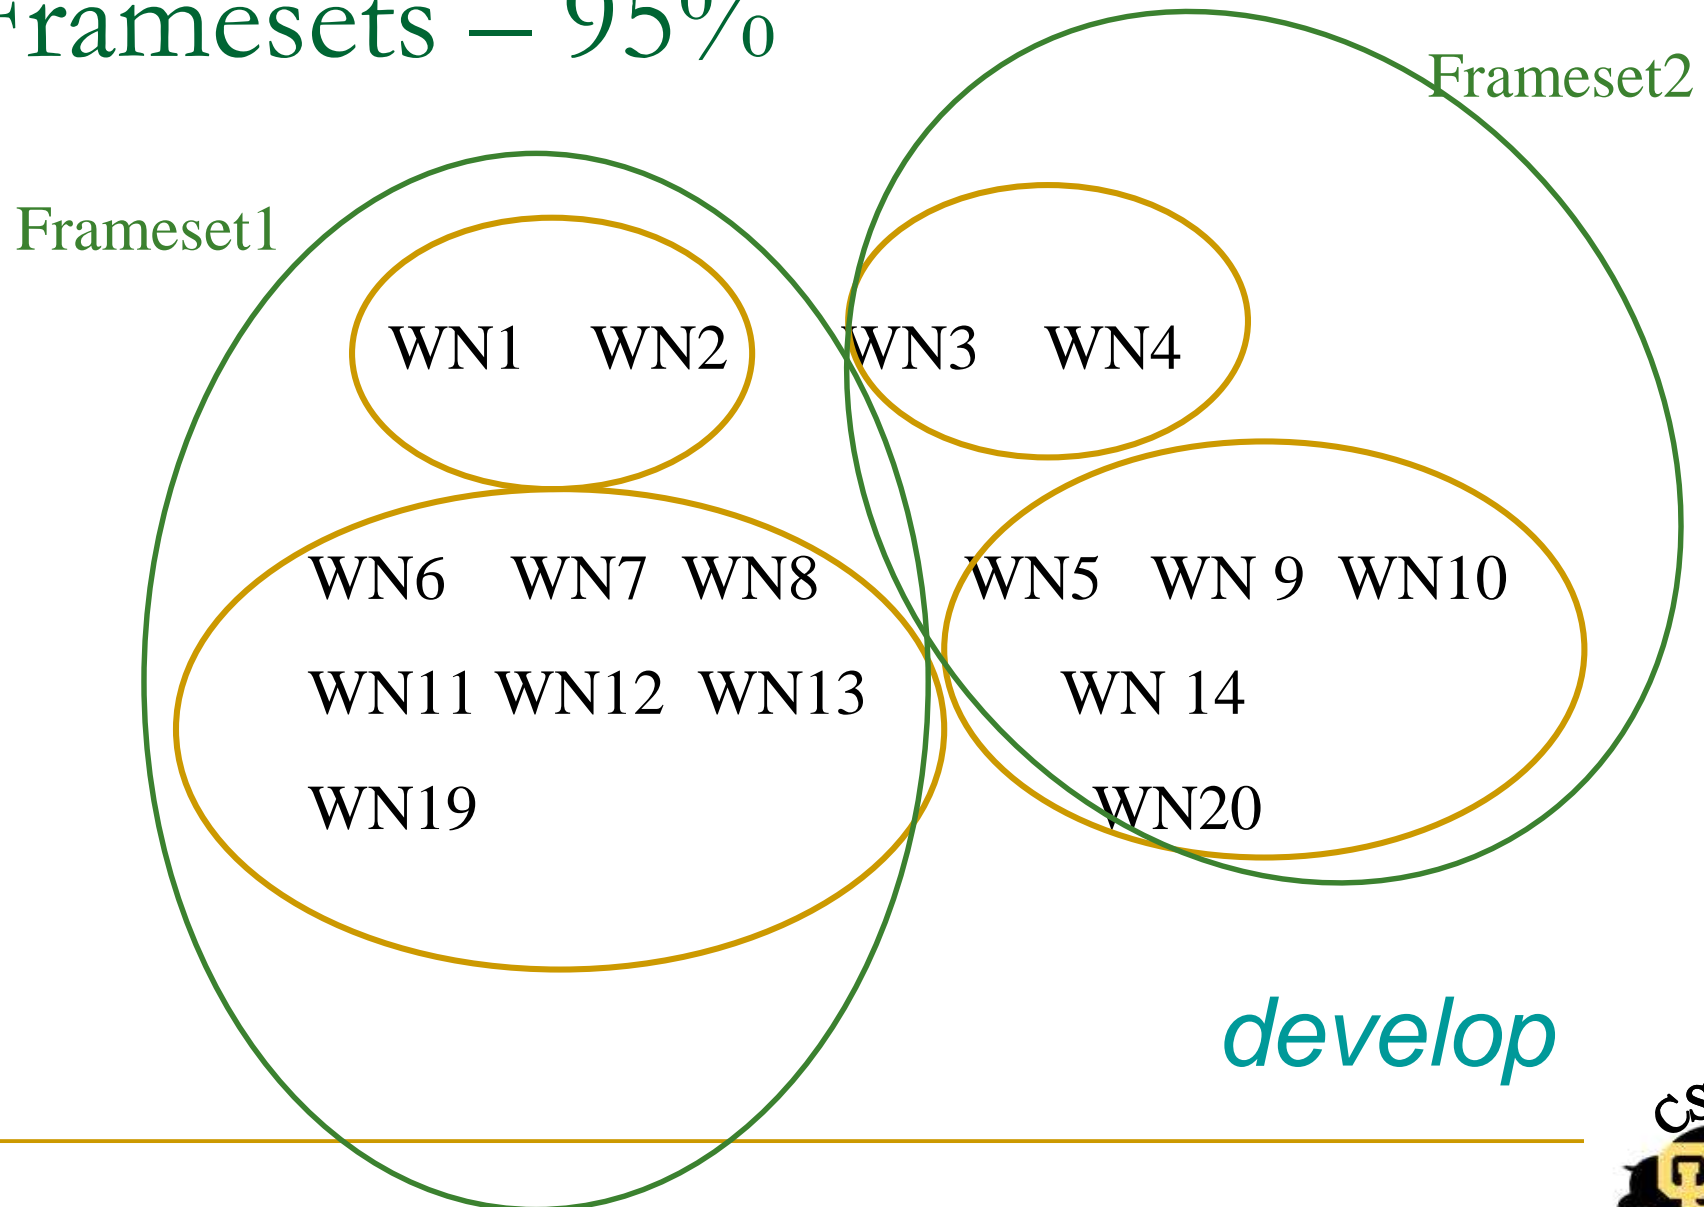 Framesets – 95%
Frameset2
Frameset1
WN1 WN2 WN3 WN4
WN6 WN7 WN8 WN5 WN 9 WN10
WN11 WN12 WN13 WN 14
WN19 WN20
develop